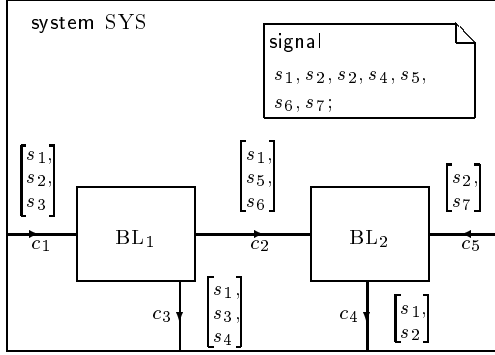 system SYS
signal
s1, s2, s2, s4, s5,
s6, s7;
s1,
s2,
s3
s1,
s5,
s6
s2,
s7
BL1
BL2
c1
c2
c5
c3
s1,
s3,
s4
c4
s1,
s2